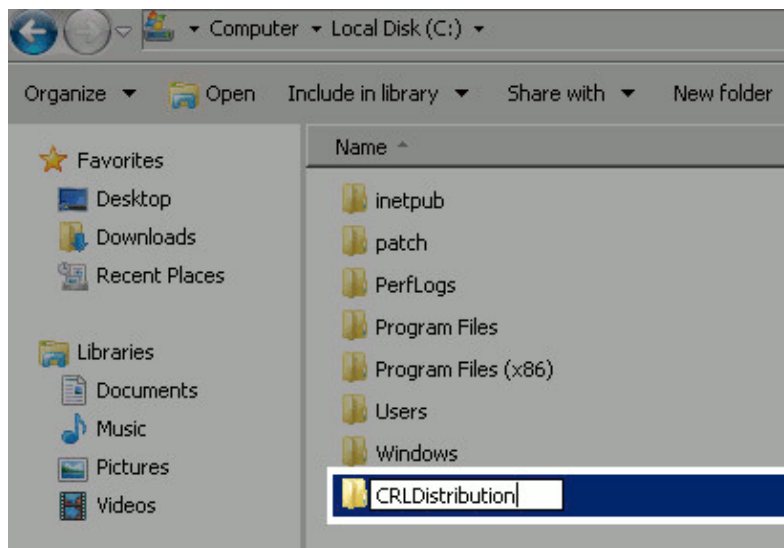 Computer Local Disk (C:)
Organize Open Include in library Share with New folder
Favorites
Desktop
Downloads
Recent Places
Libraries
Documents
Music
Pictures
Videos
Name
inetpub
patch
PerfLogs
Program Files
Program Files (x86)
Users
Windows
CRLDistribution